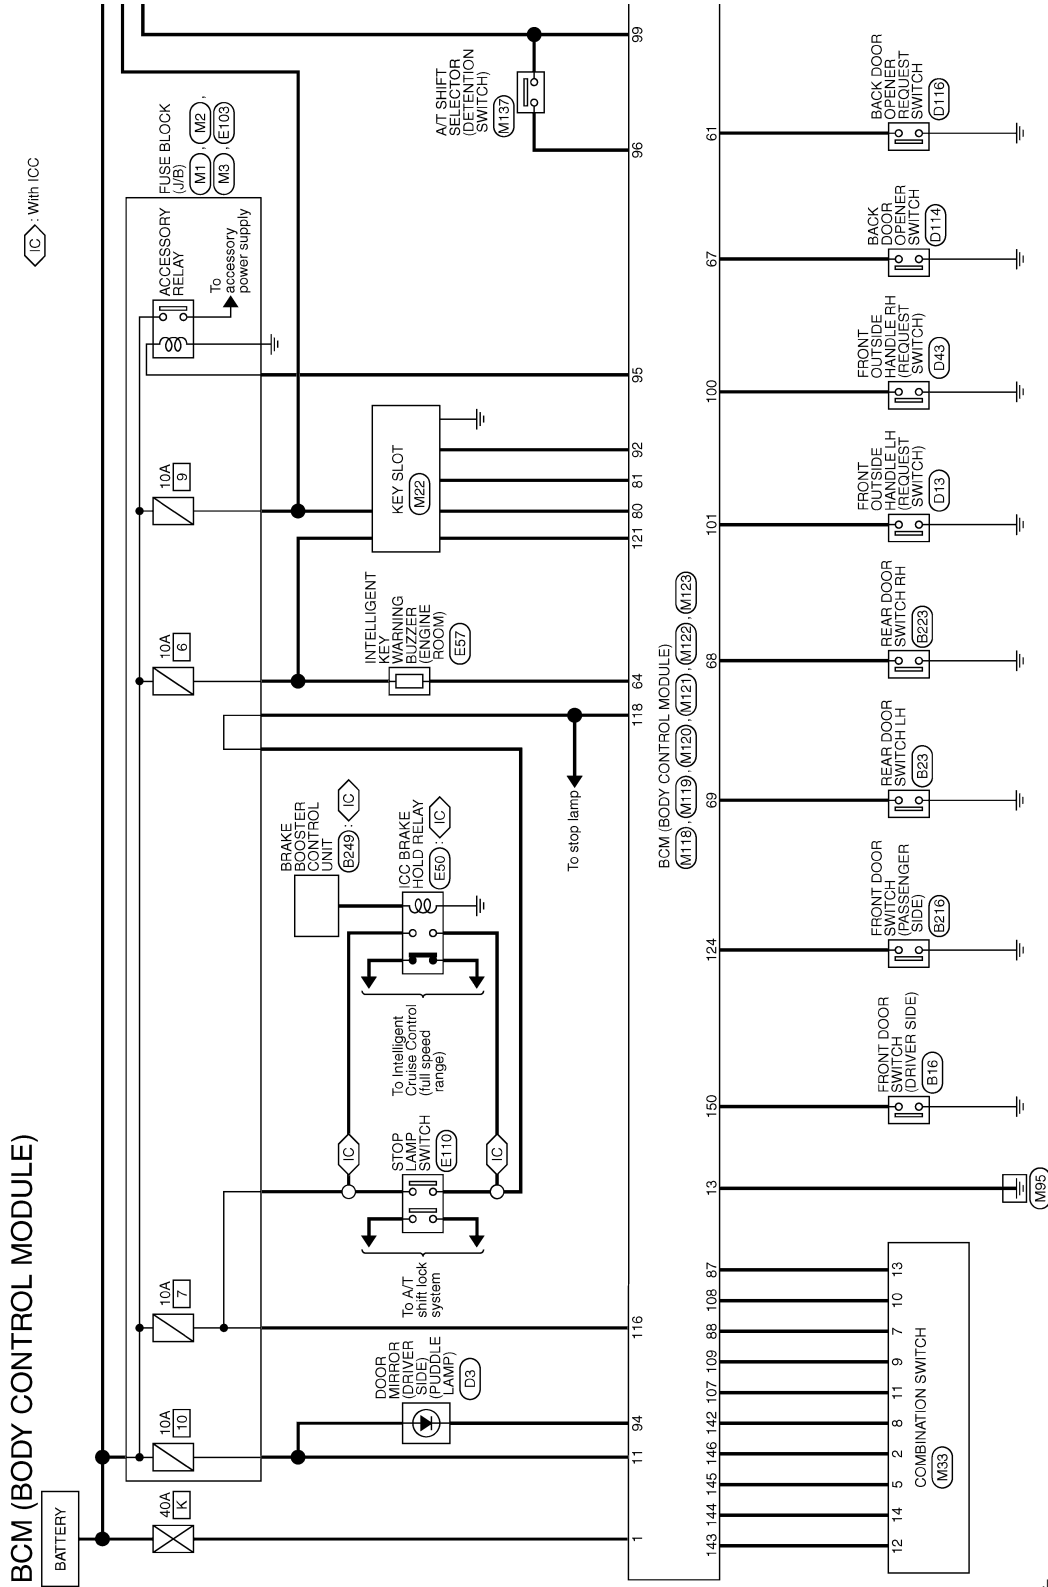 BCM (BODY CONTROL MODULE)
IC : With ICC
BATTERY
40A
K
10A
10
10A
7
10A
6
10A
9
ACCESSORY
RELAY
To
accessory
power supply
FUSE BLOCK
(J/B)
M1 , M2 ,
M3 , E103
DOOR
MIRROR
(DRIVER
SIDE)
(PUDDLE
LAMP)
D3
To A/T
shift lock
system
STOP
LAMP
SWITCH
E110
IC
IC
To Intelligent
Cruise Control
(full speed
range)
BRAKE
BOOSTER
CONTROL
UNIT
B249 : IC
ICC BRAKE
HOLD RELAY
E50 : IC
To stop lamp
INTELLIGENT
KEY
WARNING
BUZZER
(ENGINE
ROOM)
E57
KEY SLOT
M22
A/T SHIFT
SELECTOR
(DETENTION
SWITCH)
M137
1
11
94
116
118
64
121
80
81
92
95
96
99
BCM (BODY CONTROL MODULE)
M118 , M119 , M120 , M121 , M122 , M123
143
144
145
146
142
107
109
88
108
87
13
150
124
69
68
101
100
67
61
12
14
5
2
8
11
9
7
10
13
COMBINATION SWITCH
M33
M95
FRONT DOOR
SWITCH
(DRIVER SIDE)
B16
FRONT DOOR
SWITCH
(PASSENGER
SIDE)
B216
REAR DOOR
SWITCH LH
B23
REAR DOOR
SWITCH RH
B223
FRONT
OUTSIDE
HANDLE LH
(REQUEST
SWITCH)
D13
FRONT
OUTSIDE
HANDLE RH
(REQUEST
SWITCH)
D43
BACK
DOOR
OPENER
SWITCH
D114
BACK DOOR
OPENER
REQUEST
SWITCH
D116